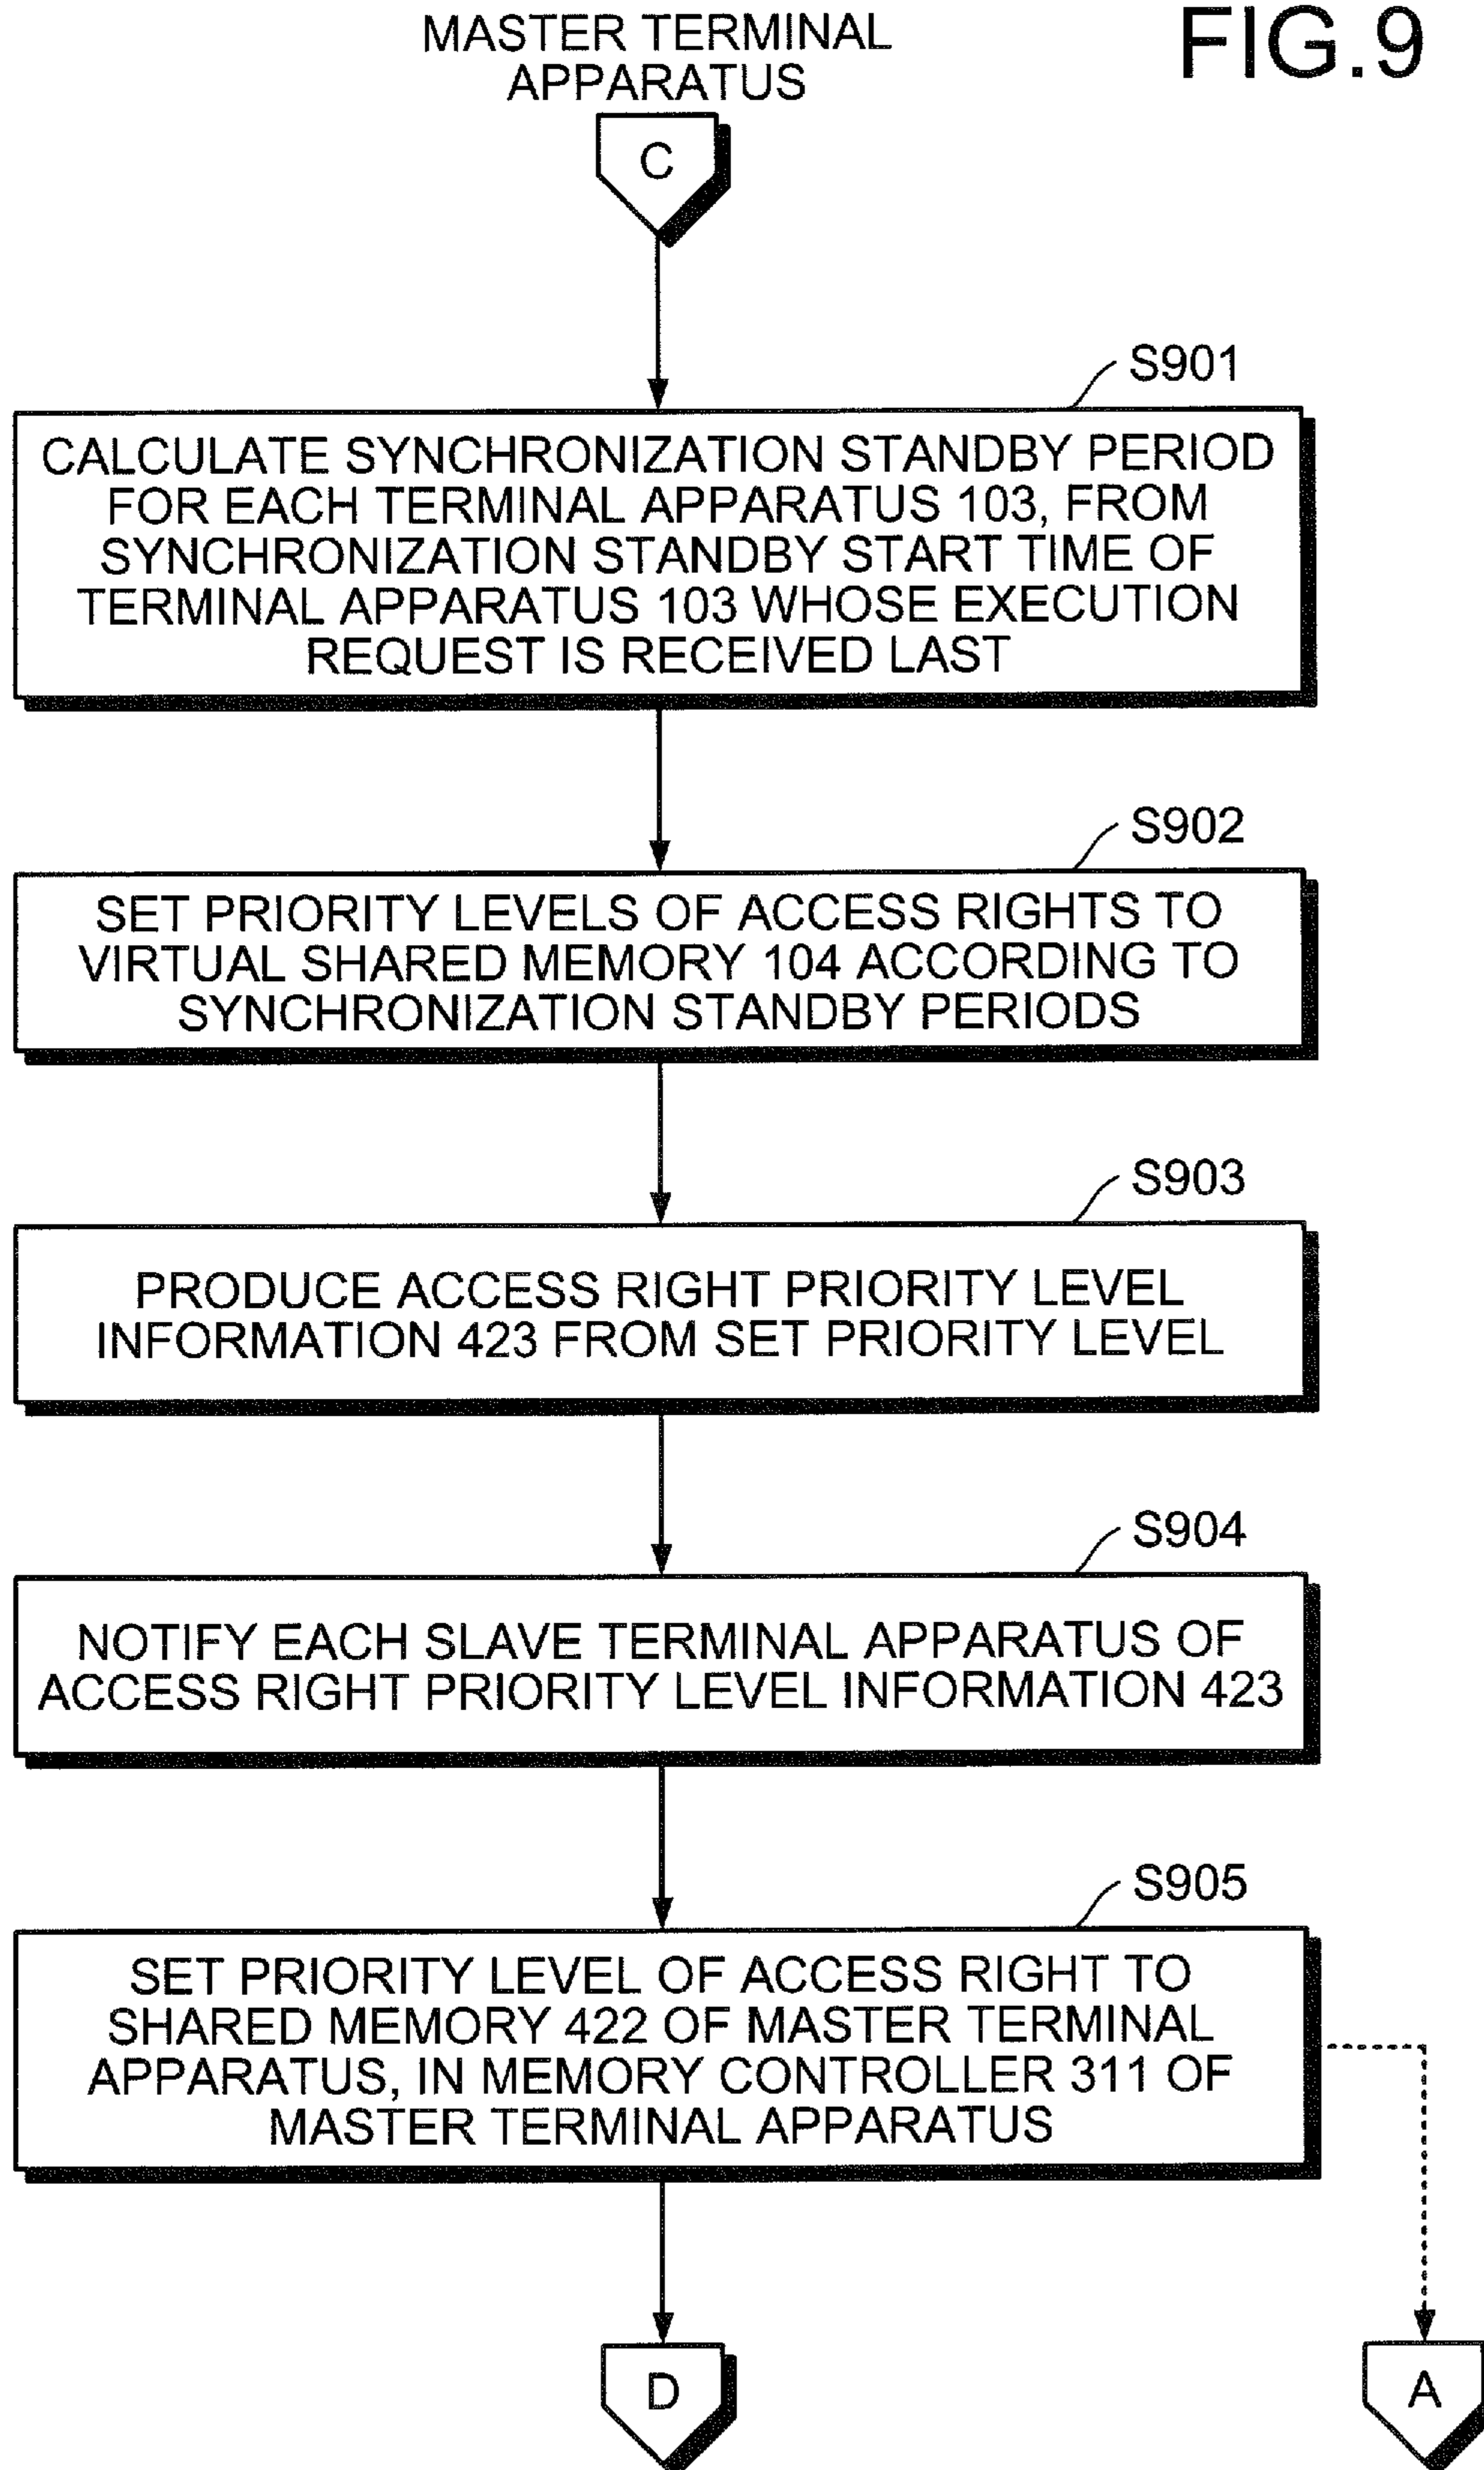 FIG.9
MASTER TERMINAL
APPARATUS
C
S901
CALCULATE SYNCHRONIZATION STANDBY PERIOD
FOR EACH TERMINAL APPARATUS 103, FROM
SYNCHRONIZATION STANDBY START TIME OF
TERMINAL APPARATUS 103 WHOSE EXECUTION
REQUEST IS RECEIVED LAST
S902
SET PRIORITY LEVELS OF ACCESS RIGHTS TO
VIRTUAL SHARED MEMORY 104 ACCORDING TO
SYNCHRONIZATION STANDBY PERIODS
S903
PRODUCE ACCESS RIGHT PRIORITY LEVEL
INFORMATION 423 FROM SET PRIORITY LEVEL
S904
NOTIFY EACH SLAVE TERMINAL APPARATUS OF
ACCESS RIGHT PRIORITY LEVEL INFORMATION 423
S905
SET PRIORITY LEVEL OF ACCESS RIGHT TO
SHARED MEMORY 422 OF MASTER TERMINAL
APPARATUS, IN MEMORY CONTROLLER 311 OF
MASTER TERMINAL APPARATUS
D
A